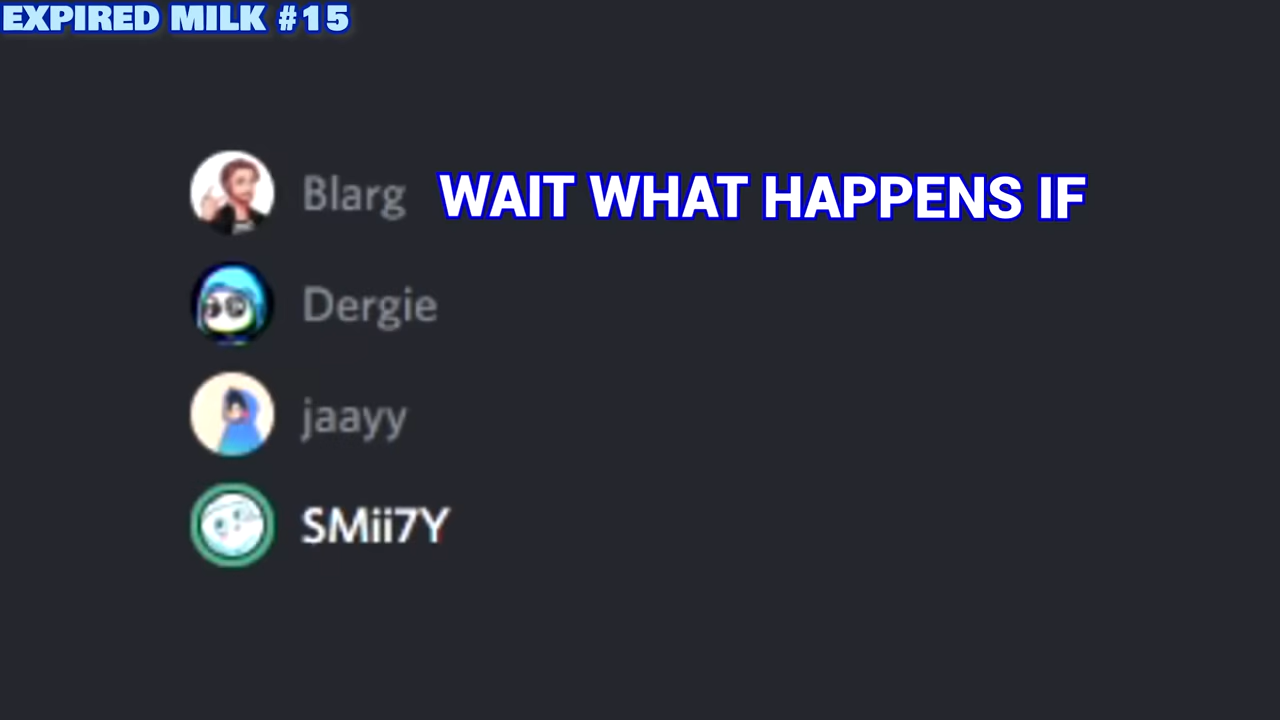 EXPIRED MILK #15
Blarg WAIT WHAT HAPPENS IF
Dergie
jaayy
SMii7Y